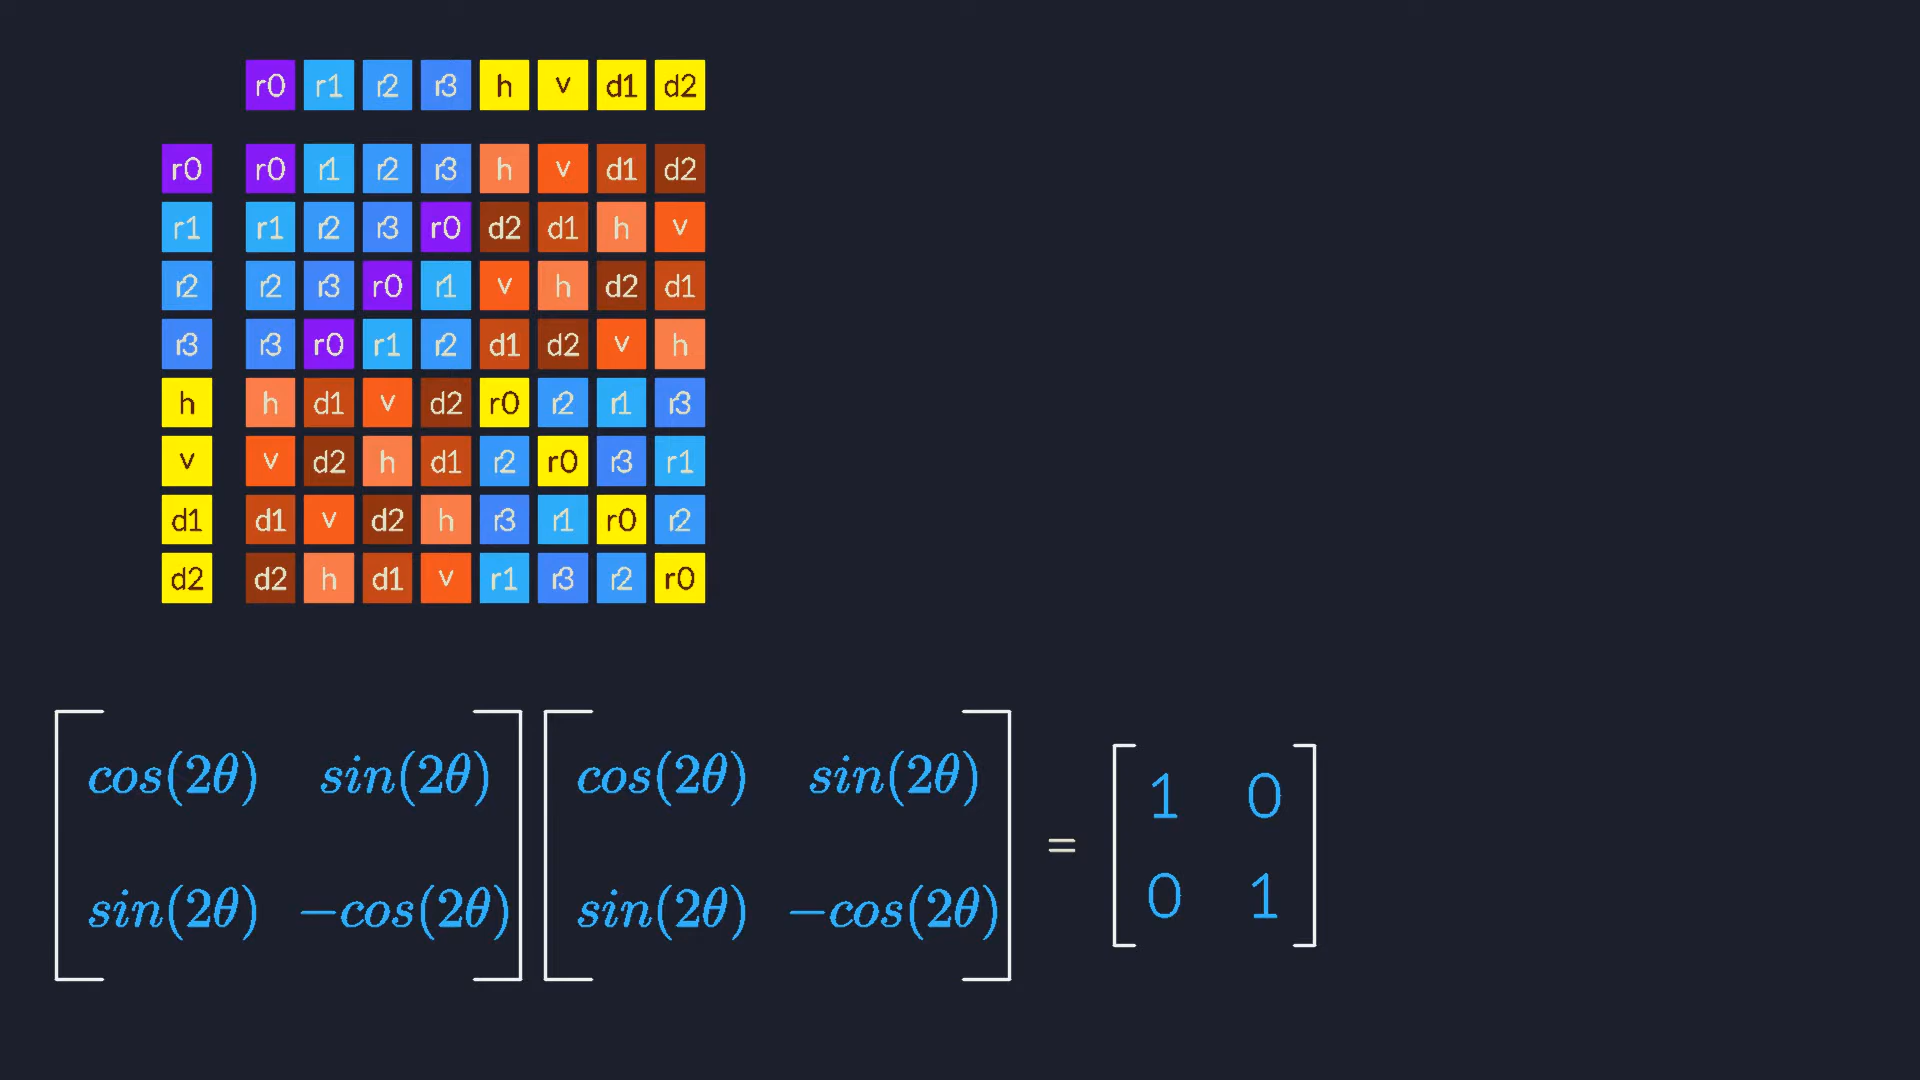 r0 r1 r2 r3 h v d1 d2
r0 r0 r1 r2 r3 h v d1 d2
r1 r1 r2 r3 r0 d2 d1 h v
r2 r2 r3 r0 r1 v h d2 d1
r3 r3 r0 r1 r2 d1 d2 v h
h h d1 v d2 r0 r2 r1 r3
v v d2 h d1 r2 r0 r3 r1
d1 d1 v d2 h r3 r1 r0 r2
d2 d2 h d1 v r1 r3 r2 r0
cos(2θ) sin(2θ) cos(2θ) sin(2θ) 1 0
=
sin(2θ) −cos(2θ) sin(2θ) −cos(2θ) 0 1